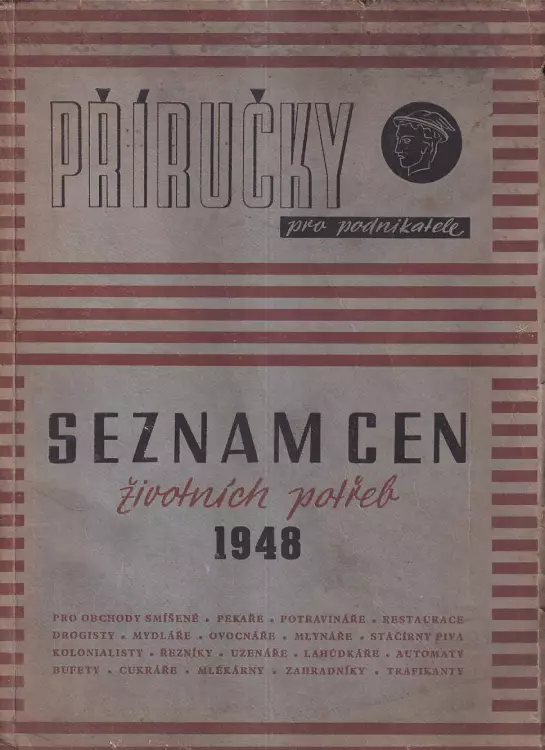 PŘÍRUČKY
pro podnikatele
SEZNAM CEN
životních potřeb
1948
PRO OBCHODY SMÍŠENÉ • PEKAŘE • POTRAVINÁŘE • RESTAURACE
DROGISTY • MYDLÁŘE • OVOCNÁŘE • MLYNÁŘE • STÁČÍRNY PIVA
KOLONIALISTY • ŘEZNÍKY • UZENÁŘE • LAHŮDKÁŘE • AUTOMATY
BUFETY • CUKRÁŘE • MLÉKÁRNY • ZAHRADNÍKY • TRAFIKANTY